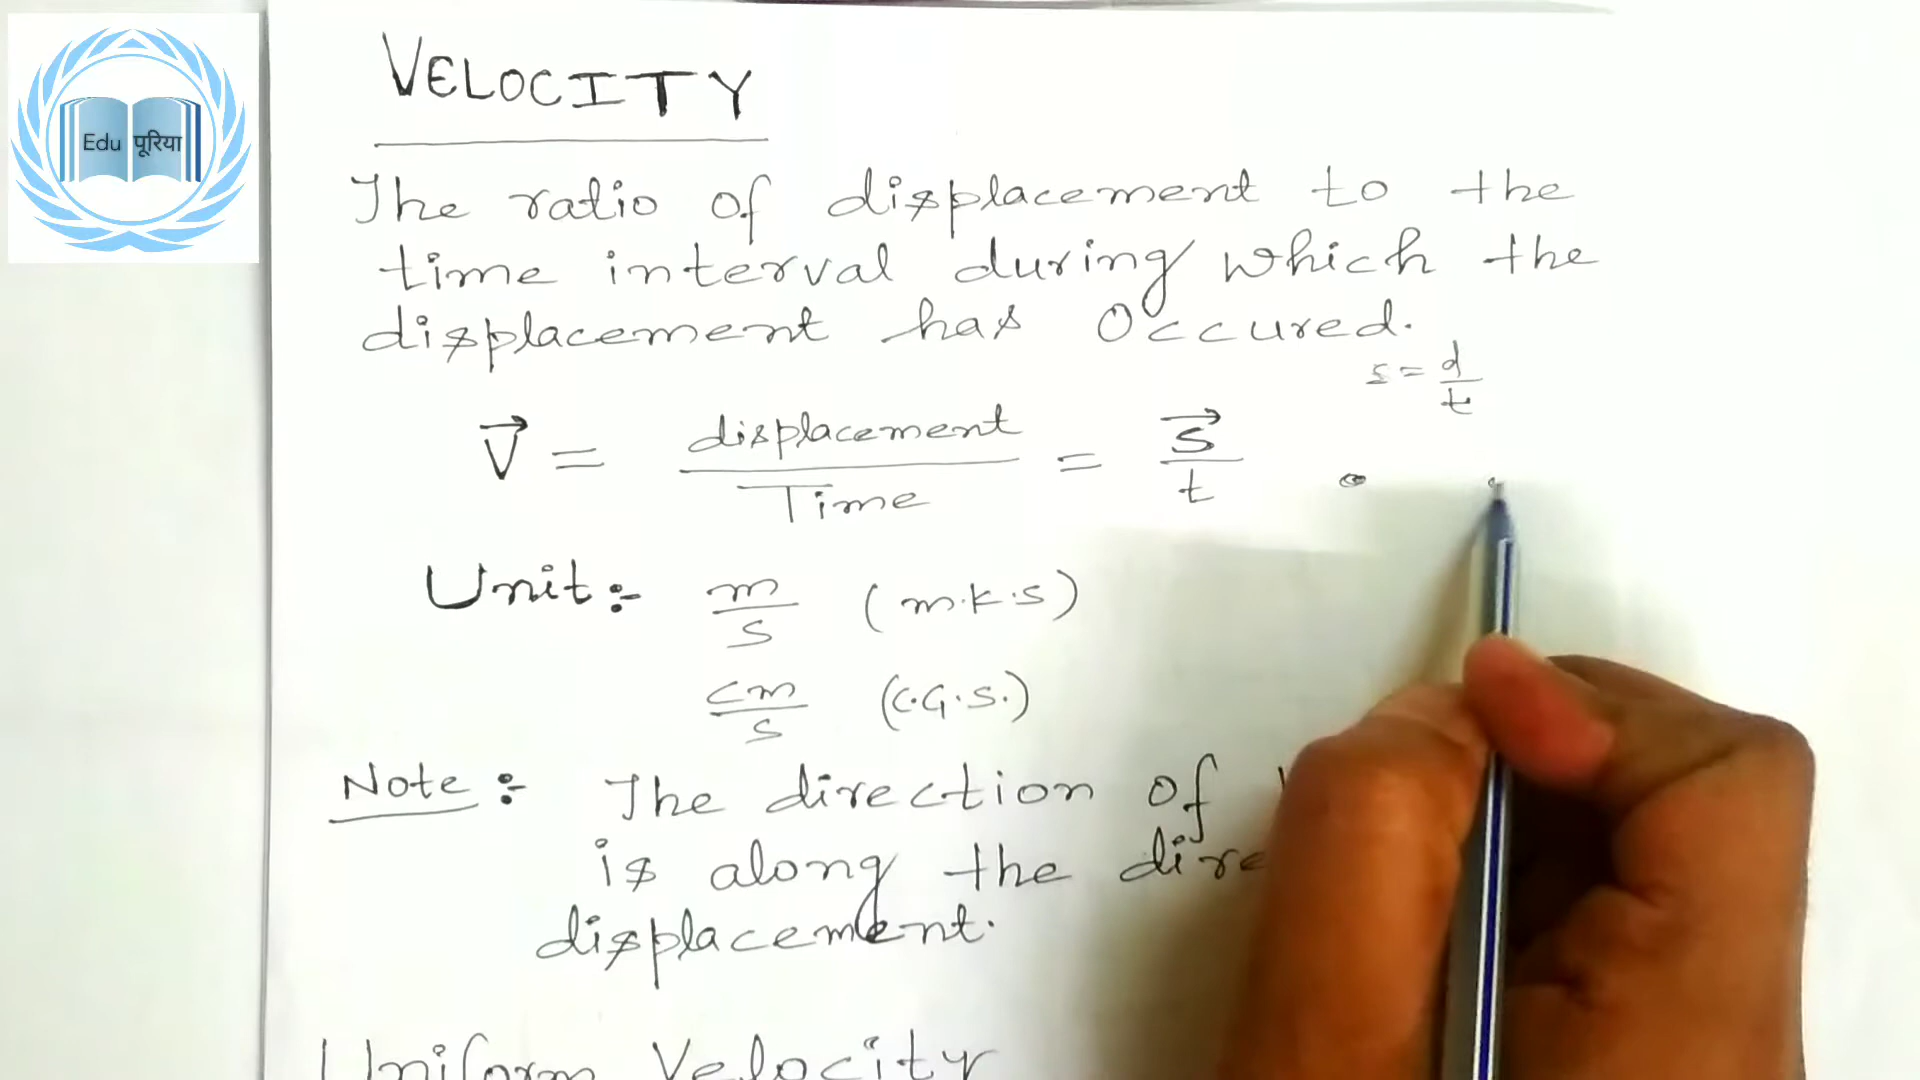 Edu पूरिया
VELOCITY
The ratio of displacement to the
time interval during which the
displacement has Occured.
s = d/t
V⃗ = displacement/Time = s⃗/t
Unit:- m/s (m.k.s)
cm/s (C.G.S.)
Note:- The direction of
is along the
displacement.
Uniform Velocity